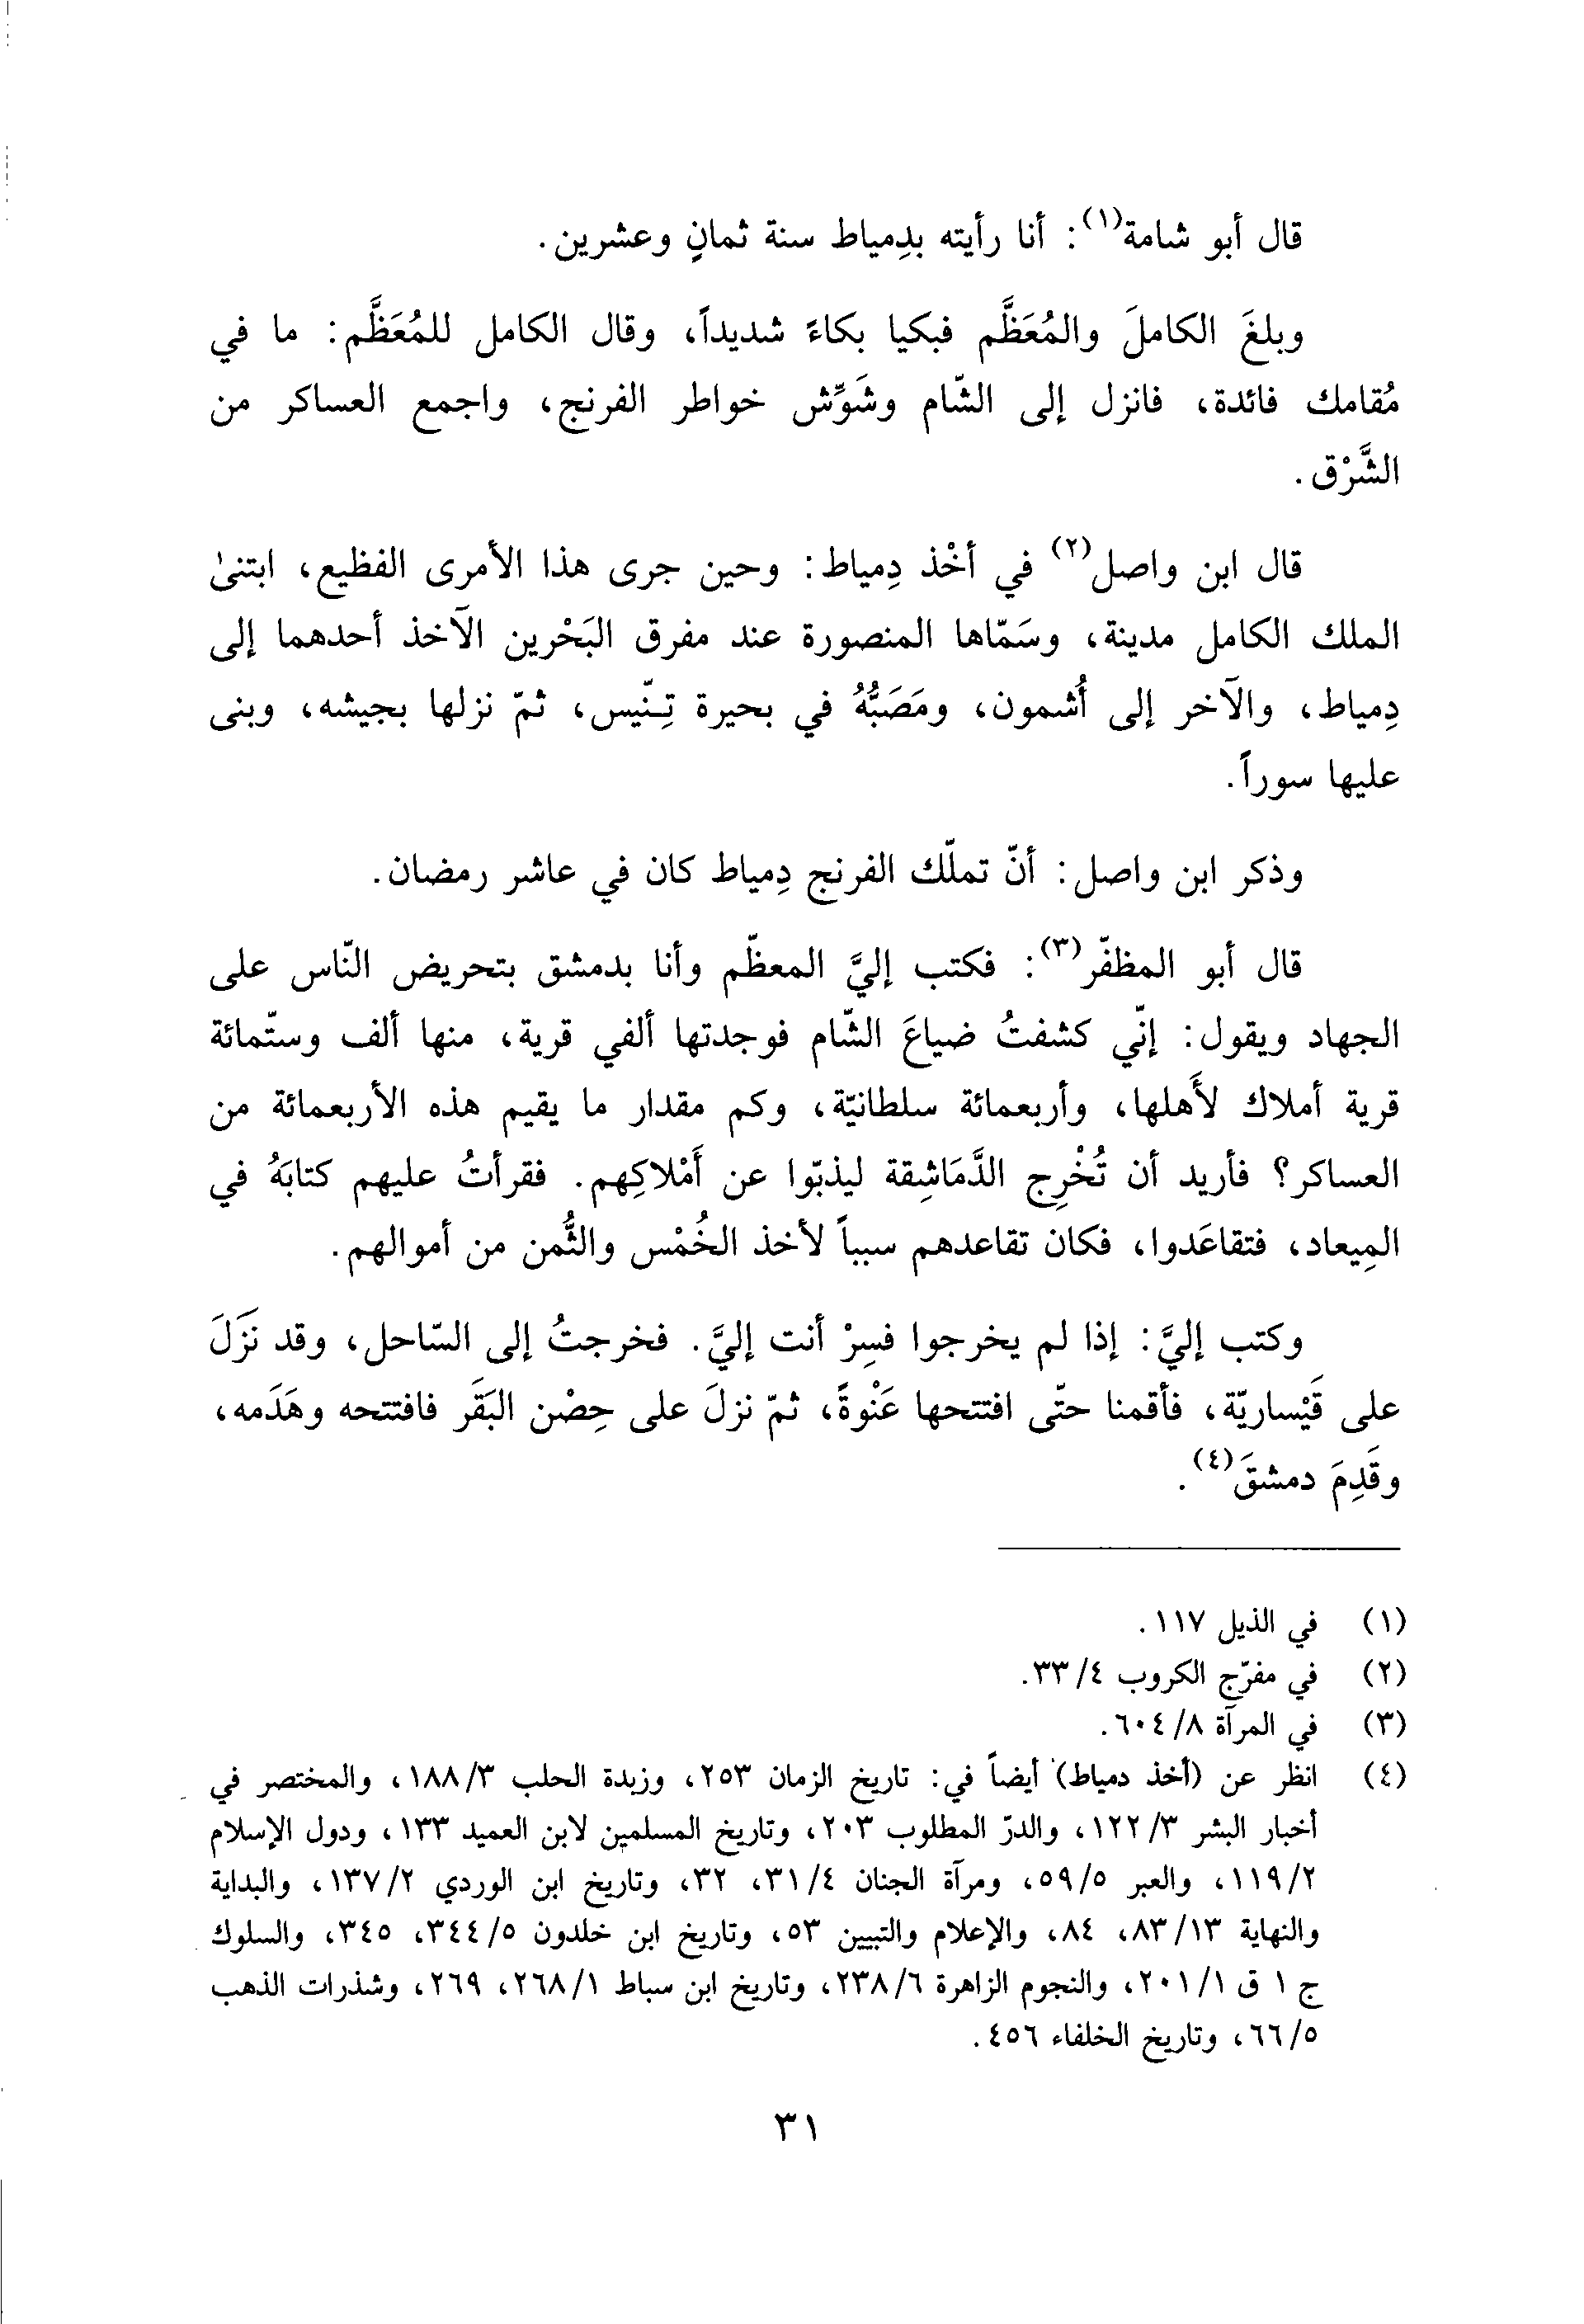 قال أبو شامة(١): أنا رأيته بدِمياط سنة ثمانٍ وعشرين.
وبلغَ الكاملَ والمُعَظَّم فبكيا بكاءً شديداً، وقال الكامل للمُعَظَّم: ما في
مُقامك فائدة، فانزل إلى الشّام وشَوِّش خواطر الفرنج، واجمع العساكر من
الشَّرْق.
قال ابن واصل(٢) في أخْذ دِمياط: وحين جرى هذا الأمرى الفظيع، ابتنىٰ
الملك الكامل مدينة، وسَمّاها المنصورة عند مفرق البَحْرين الآخذ أحدهما إلى
دِمياط، والآخر إلى أُشمون، ومَصَبُّهُ في بحيرة تِنّيس، ثمّ نزلها بجيشه، وبنى
عليها سوراً.
وذكر ابن واصل: أنّ تملّك الفرنج دِمياط كان في عاشر رمضان.
قال أبو المظفّر(٣): فكتب إليَّ المعظّم وأنا بدمشق بتحريض النّاس على
الجهاد ويقول: إنّي كشفتُ ضياعَ الشّام فوجدتها ألفي قرية، منها ألف وستّمائة
قرية أملاك لأَهلها، وأربعمائة سلطانيّة، وكم مقدار ما يقيم هذه الأربعمائة من
العساكر؟ فأريد أن تُخْرِج الدَّمَاشِقة ليذبّوا عن أَمْلاكِهم. فقرأتُ عليهم كتابَهُ في
المِيعاد، فتقاعَدوا، فكان تقاعدهم سبباً لأخذ الخُمْس والثُّمن من أموالهم.
وكتب إليَّ: إذا لم يخرجوا فسِرْ أنت إليَّ. فخرجتُ إلى السّاحل، وقد نَزَلَ
على قَيْساريّة، فأقمنا حتّى افتتحها عَنْوةً، ثمّ نزلَ على حِصْن البَقَر فافتتحه وهَدَمه،
وقَدِمَ دمشقَ(٤).
(١) في الذيل ١١٧.
(٢) في مفرّج الكروب ٤/ ٣٣.
(٣) في المرآة ٨/ ٦٠٤.
(٤) انظر عن (أخذ دمياط) أيضاً في: تاريخ الزمان ٢٥٣، وزبدة الحلب ٣/ ١٨٨، والمختصر في
أخبار البشر ٣/ ١٢٢، والدرّ المطلوب ٢٠٣، وتاريخ المسلمين لابن العميد ١٣٣، ودول الإسلام
٢/ ١١٩، والعبر ٥/ ٥٩، ومرآة الجنان ٤/ ٣١، ٣٢، وتاريخ ابن الوردي ٢/ ١٣٧، والبداية
والنهاية ١٣/ ٨٣، ٨٤، والإعلام والتبيين ٥٣، وتاريخ ابن خلدون ٥/ ٣٤٤، ٣٤٥، والسلوك
ج ١ ق ١/ ٢٠١، والنجوم الزاهرة ٦/ ٢٣٨، وتاريخ ابن سباط ١/ ٢٦٨، ٢٦٩، وشذرات الذهب
٥/ ٦٦، وتاريخ الخلفاء ٤٥٦.
٣١